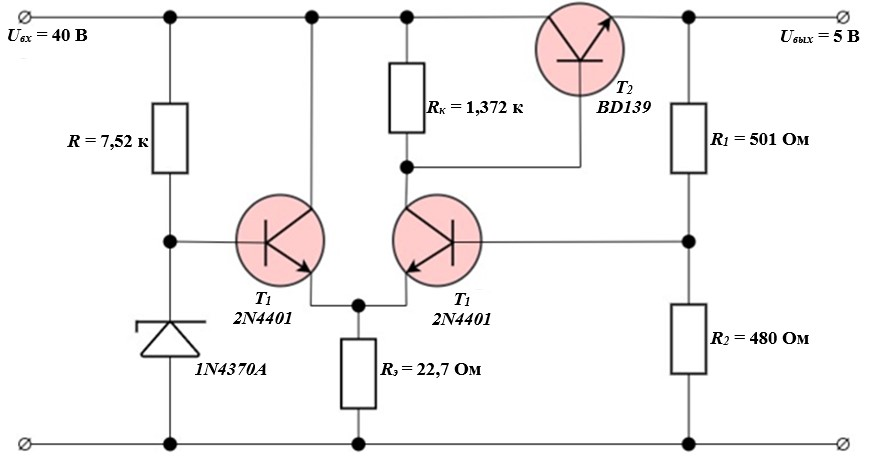 Uвх = 40 В
Uвых = 5 В
T2
BD139
Rк = 1,372 к
R = 7,52 к
R1 = 501 Ом
T1
2N4401
T1
2N4401
R2 = 480 Ом
1N4370A
Rэ = 22,7 Ом